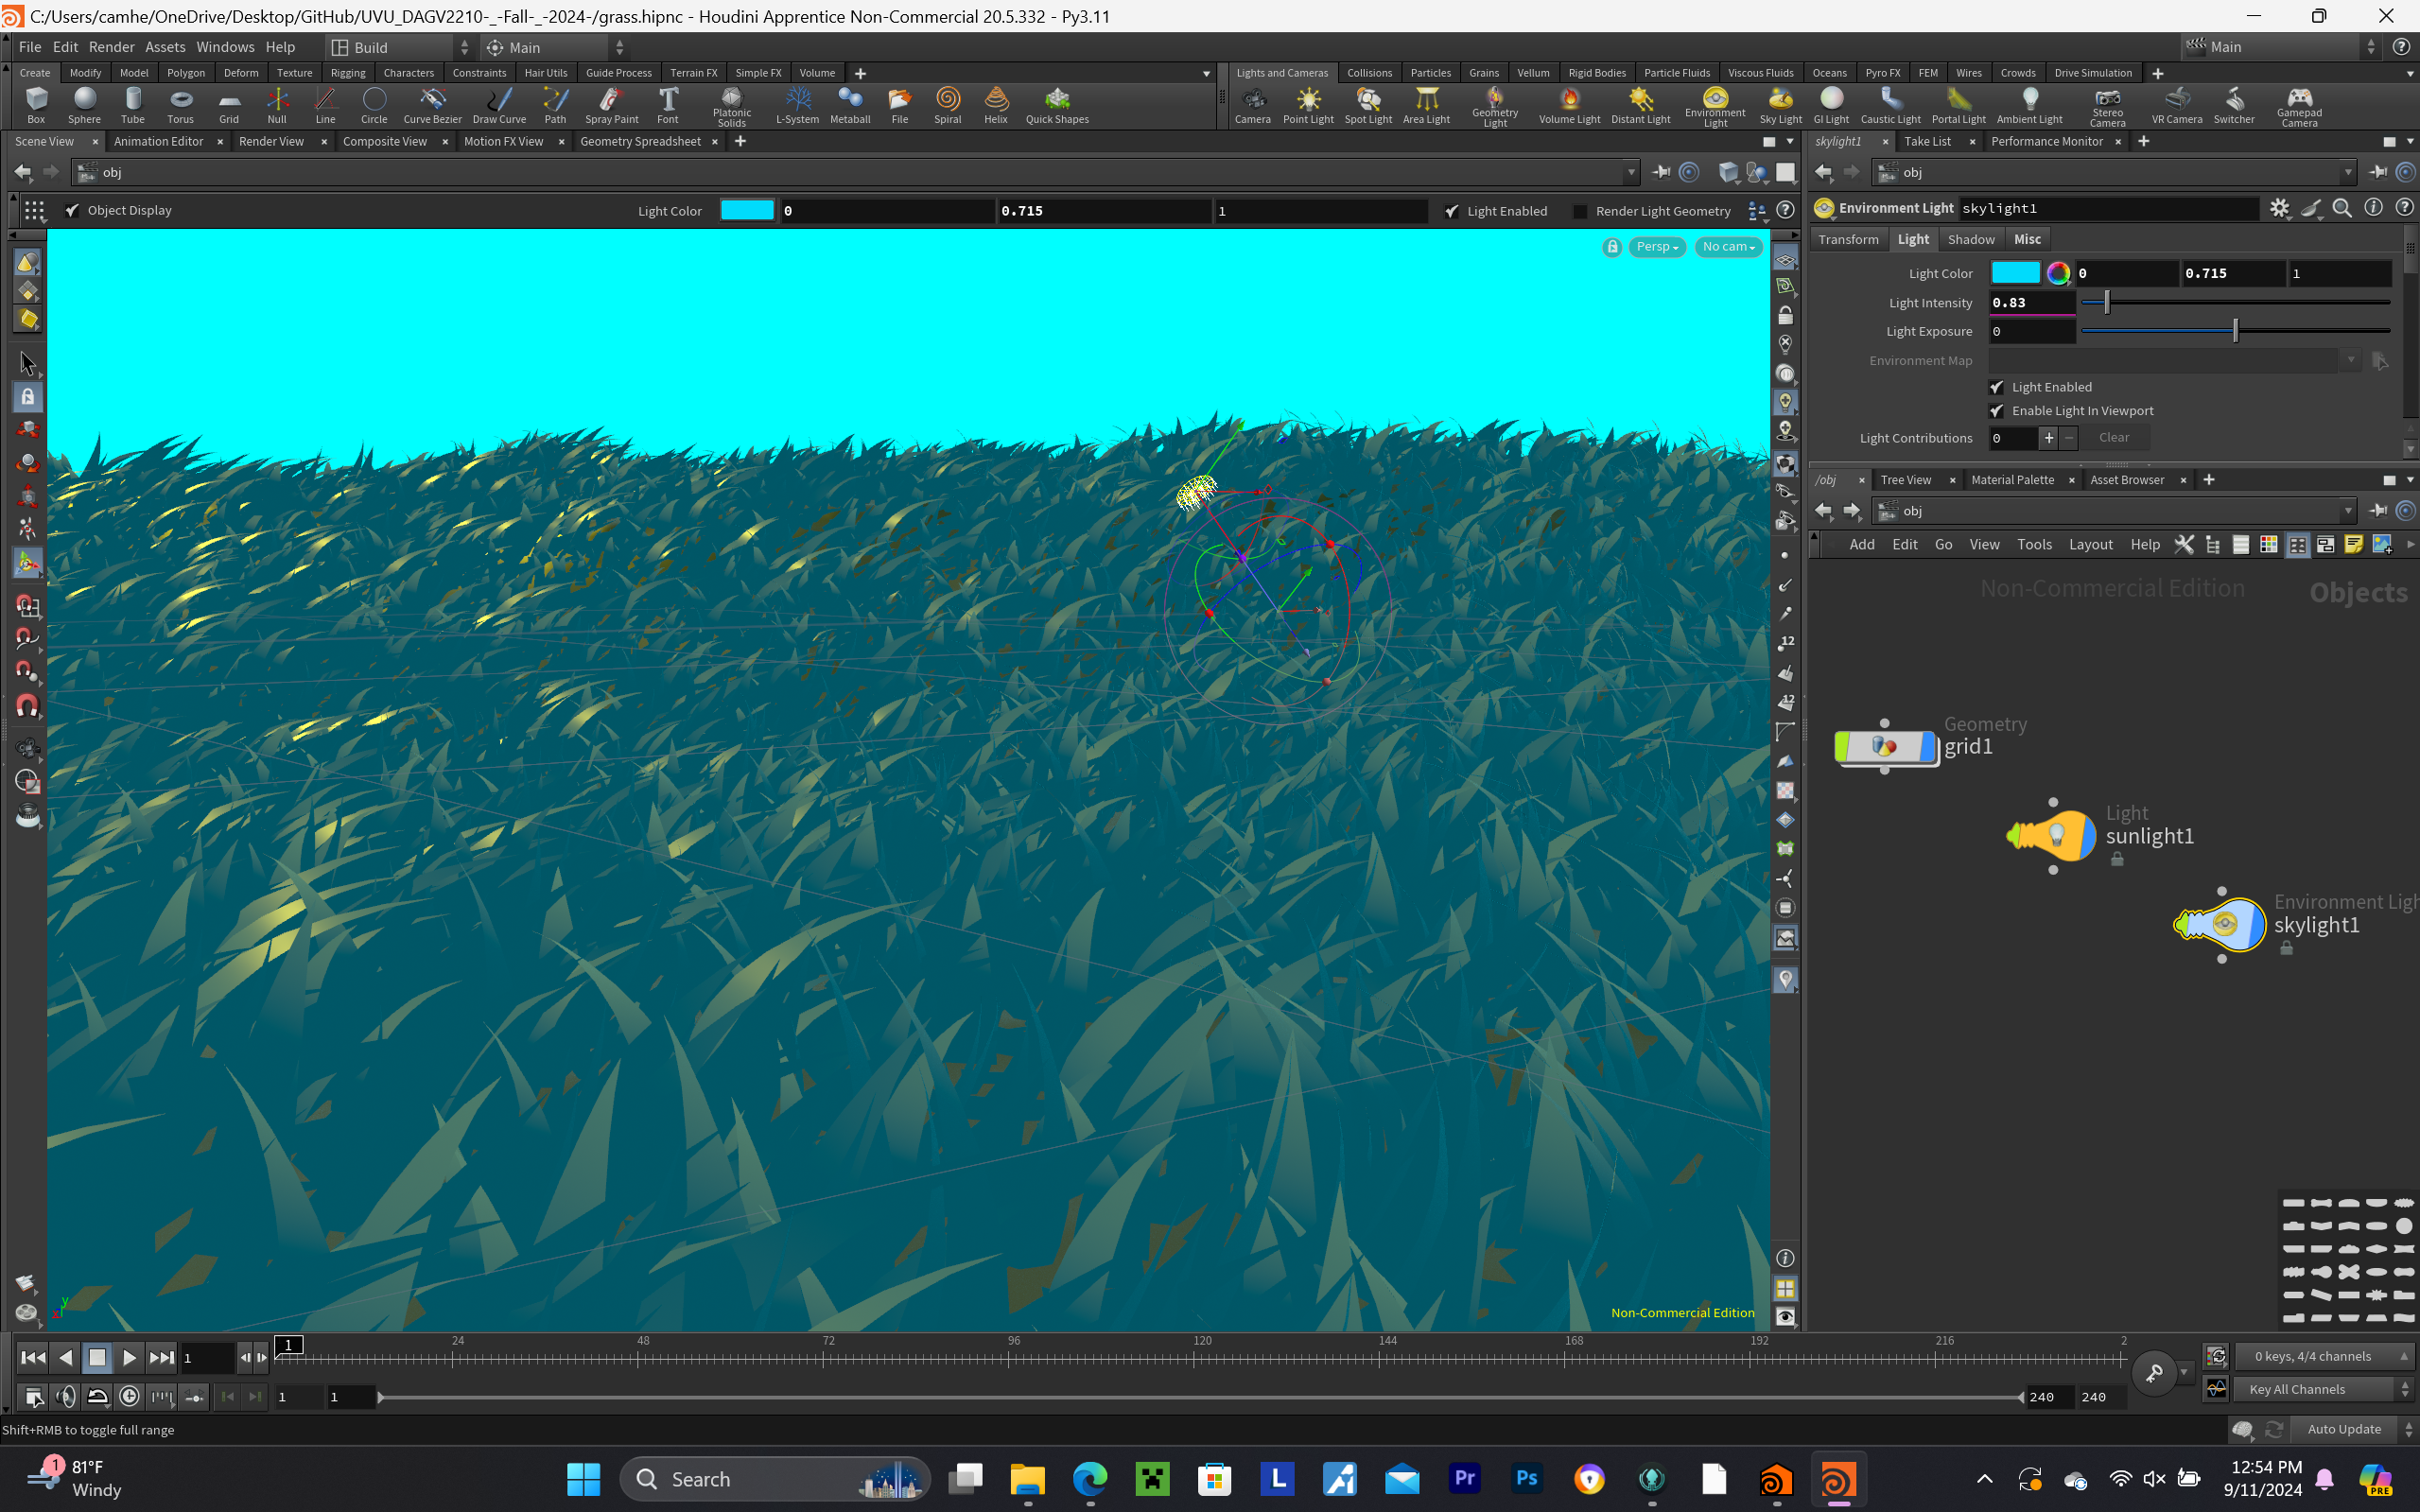 C:/Users/camhe/OneDrive/Desktop/GitHub/UVU_DAGV2210-_-Fall-_-2024-/grass.hipnc - Houdini Apprentice Non-Commercial 20.5.332 - Py3.11
File Edit Render Assets Windows Help Build Main Main
Create Modify Model Polygon Deform Texture Rigging Characters Constraints Hair Utils Guide Process Terrain FX Simple FX Volume
Lights and Cameras Collisions Particles Grains Vellum Rigid Bodies Particle Fluids Viscous Fluids Oceans Pyro FX FEM Wires Crowds Drive Simulation
Box Sphere Tube Torus Grid Null Line Circle Curve Bezier Draw Curve Path Spray Paint Font Platonic Solids L-System Metaball File Spiral Helix Quick Shapes
Camera Point Light Spot Light Area Light Geometry Light Volume Light Distant Light Environment Light Sky Light GI Light Caustic Light Portal Light Ambient Light Stereo Camera VR Camera Switcher Gamepad Camera
Scene View Animation Editor Render View Composite View Motion FX View Geometry Spreadsheet
skylight1 Take List Performance Monitor
obj
obj
Object Display Light Color 0 0.715 1 Light Enabled Render Light Geometry
Environment Light skylight1
Persp No cam
Transform Light Shadow Misc
Light Color 0 0.715 1
Light Intensity 0.83
Light Exposure 0
Environment Map
Light Enabled
Enable Light In Viewport
Light Contributions 0 + - Clear
/obj Tree View Material Palette Asset Browser
obj
Add Edit Go View Tools Layout Help
Non-Commercial Edition Objects
12
12
Geometry
grid1
Light
sunlight1
Environment Ligh
skylight1
y
Non-Commercial Edition
1 1 24 48 72 96 120 144 168 192 216 2
0 keys, 4/4 channels
1 1 240 240
Key All Channels
Shift+RMB to toggle full range
Auto Update
1
81°F
Windy
Search
L
Pr
Ps
12:54 PM
9/11/2024
PRE